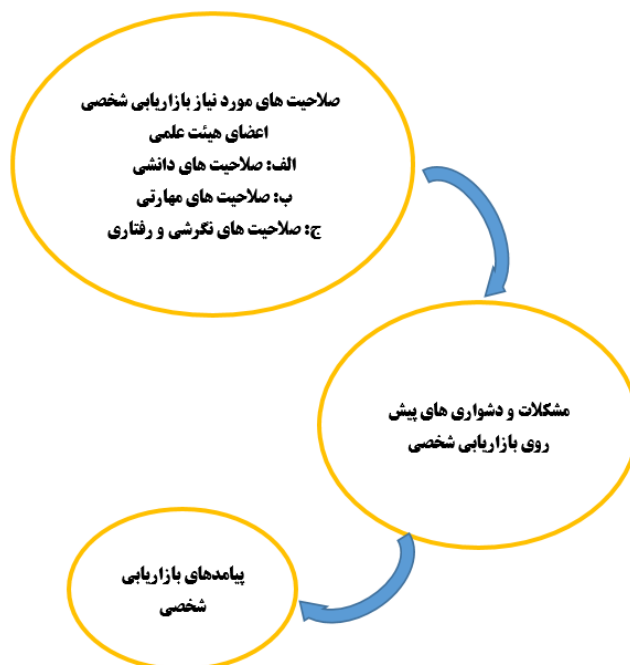 صلاحیت های مورد نیاز بازاریابی شخصی
اعضای هیئت علمی
الف: صلاحیت های دانشی
ب: صلاحیت های مهارتی
ج: صلاحیت های نگرشی و رفتاری
مشکلات و دشواری های پیش
روی بازاریابی شخصی
پیامدهای بازاریابی
شخصی